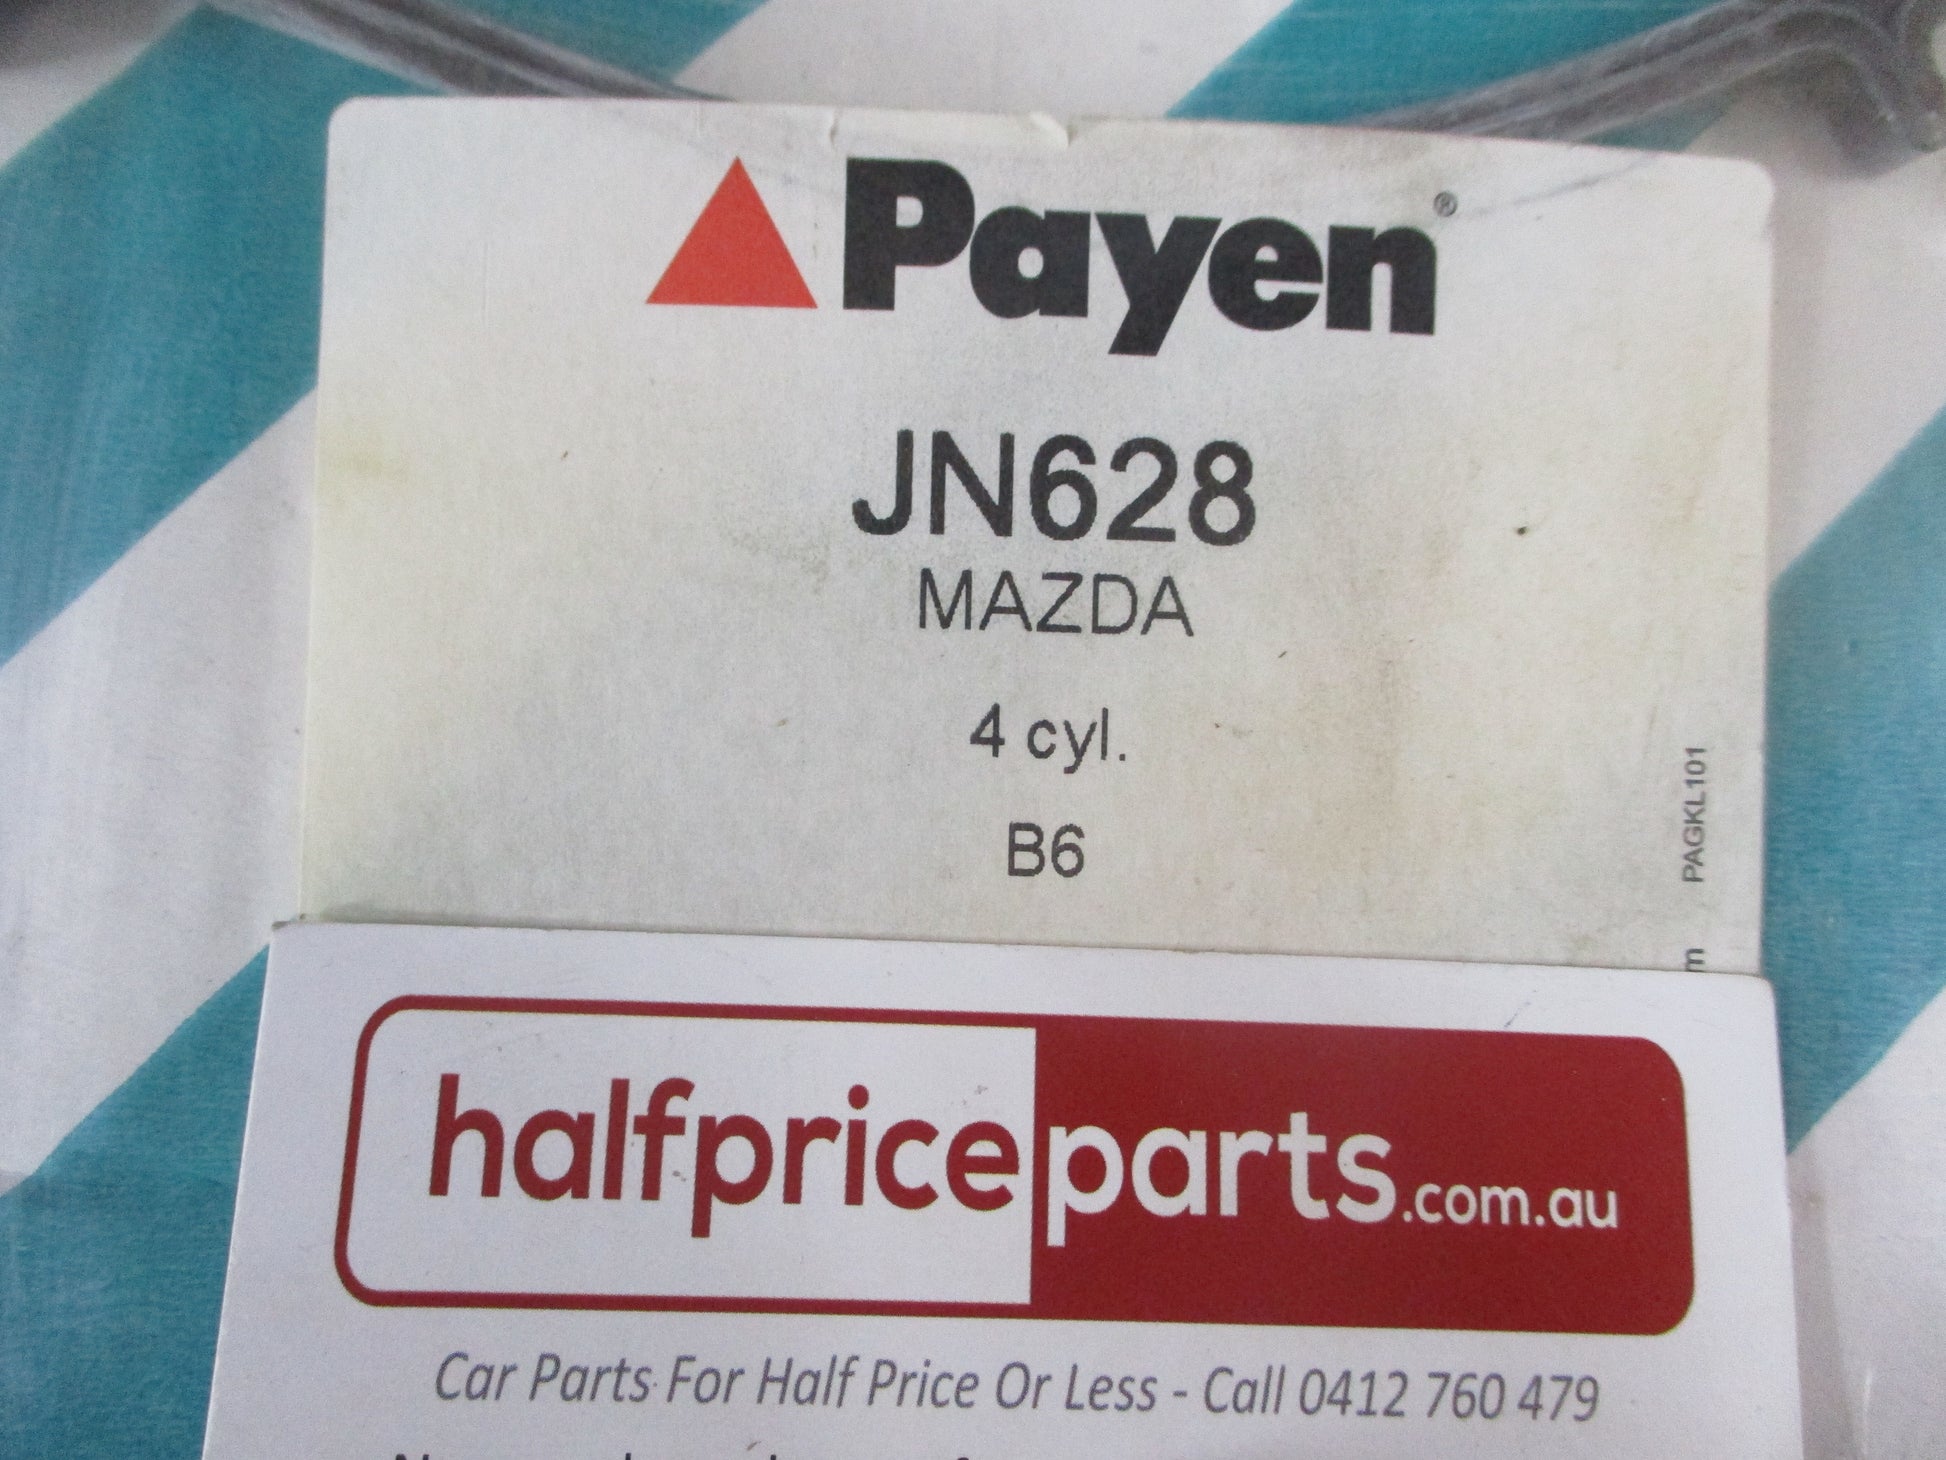 Payen®
JN628
MAZDA
4 cyl.
B6
PAGKL101
halfpriceparts.com.au
Car Parts For Half Price Or Less - Call 0412 760 479